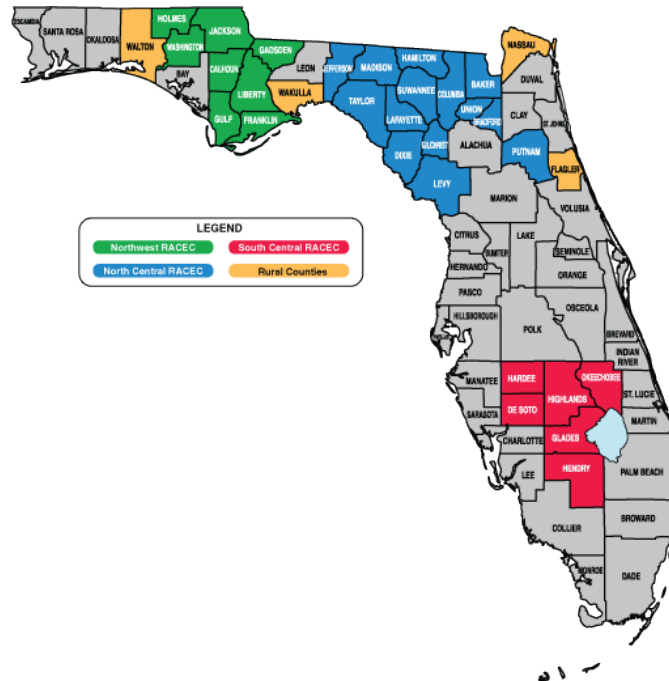 ESCAMBIA
SANTA ROSA
OKALOOSA
WALTON
HOLMES
WASHINGTON
JACKSON
BAY
CALHOUN
GULF
LIBERTY
FRANKLIN
GADSDEN
LEON
WAKULLA
JEFFERSON
MADISON
TAYLOR
HAMILTON
SUWANNEE
LAFAYETTE
DIXIE
COLUMBIA
GILCHRIST
LEVY
BAKER
UNION
BRADFORD
ALACHUA
NASSAU
DUVAL
CLAY
ST. JOHNS
PUTNAM
FLAGLER
MARION
VOLUSIA
LEGEND
Northwest RACEC
South Central RACEC
North Central RACEC
Rural Counties
CITRUS
SUMTER
LAKE
SEMINOLE
HERNANDO
ORANGE
PASCO
OSCEOLA
HILLSBOROUGH
POLK
BREVARD
INDIAN
RIVER
MANATEE
HARDEE
HIGHLANDS
OKEECHOBEE
ST. LUCIE
SARASOTA
DE SOTO
MARTIN
CHARLOTTE
GLADES
LEE
HENDRY
PALM BEACH
COLLIER
BROWARD
MONROE
DADE